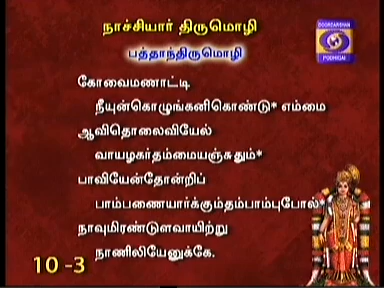 நாச்சியார் திருமொழி
பத்தாந்திருமொழி
DOORDARSHAN
PODHIGAI
கோவைமணாட்டி
நீயுன்கொழுங்கனிகொண்டு* எம்மை
ஆவிதொலைவியேல்
வாயழகர்தம்மையஞ்சுதும்*
பாவியேன்தோன்றிப்
பாம்பணையார்க்கும்தம்பாம்புபோல்*
நாவுமிரண்டுளவாயிற்று
நாணிலியேனுக்கே.
10 -3